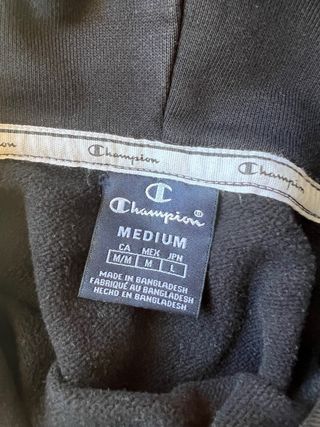 Champion
Champion
Champion®
MEDIUM
CA MEX JPN
M/M M L
MADE IN BANGLADESH
FABRIQUÉ AU BANGLADESH
HECHO EN BANGLADESH